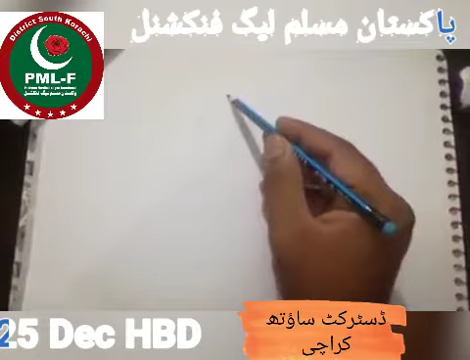 پاکستان مسلم لیگ فنکشنل
District South Karachi
PML-F
25 Dec HBD
ڈسٹرکٹ ساؤتھ
کراچی